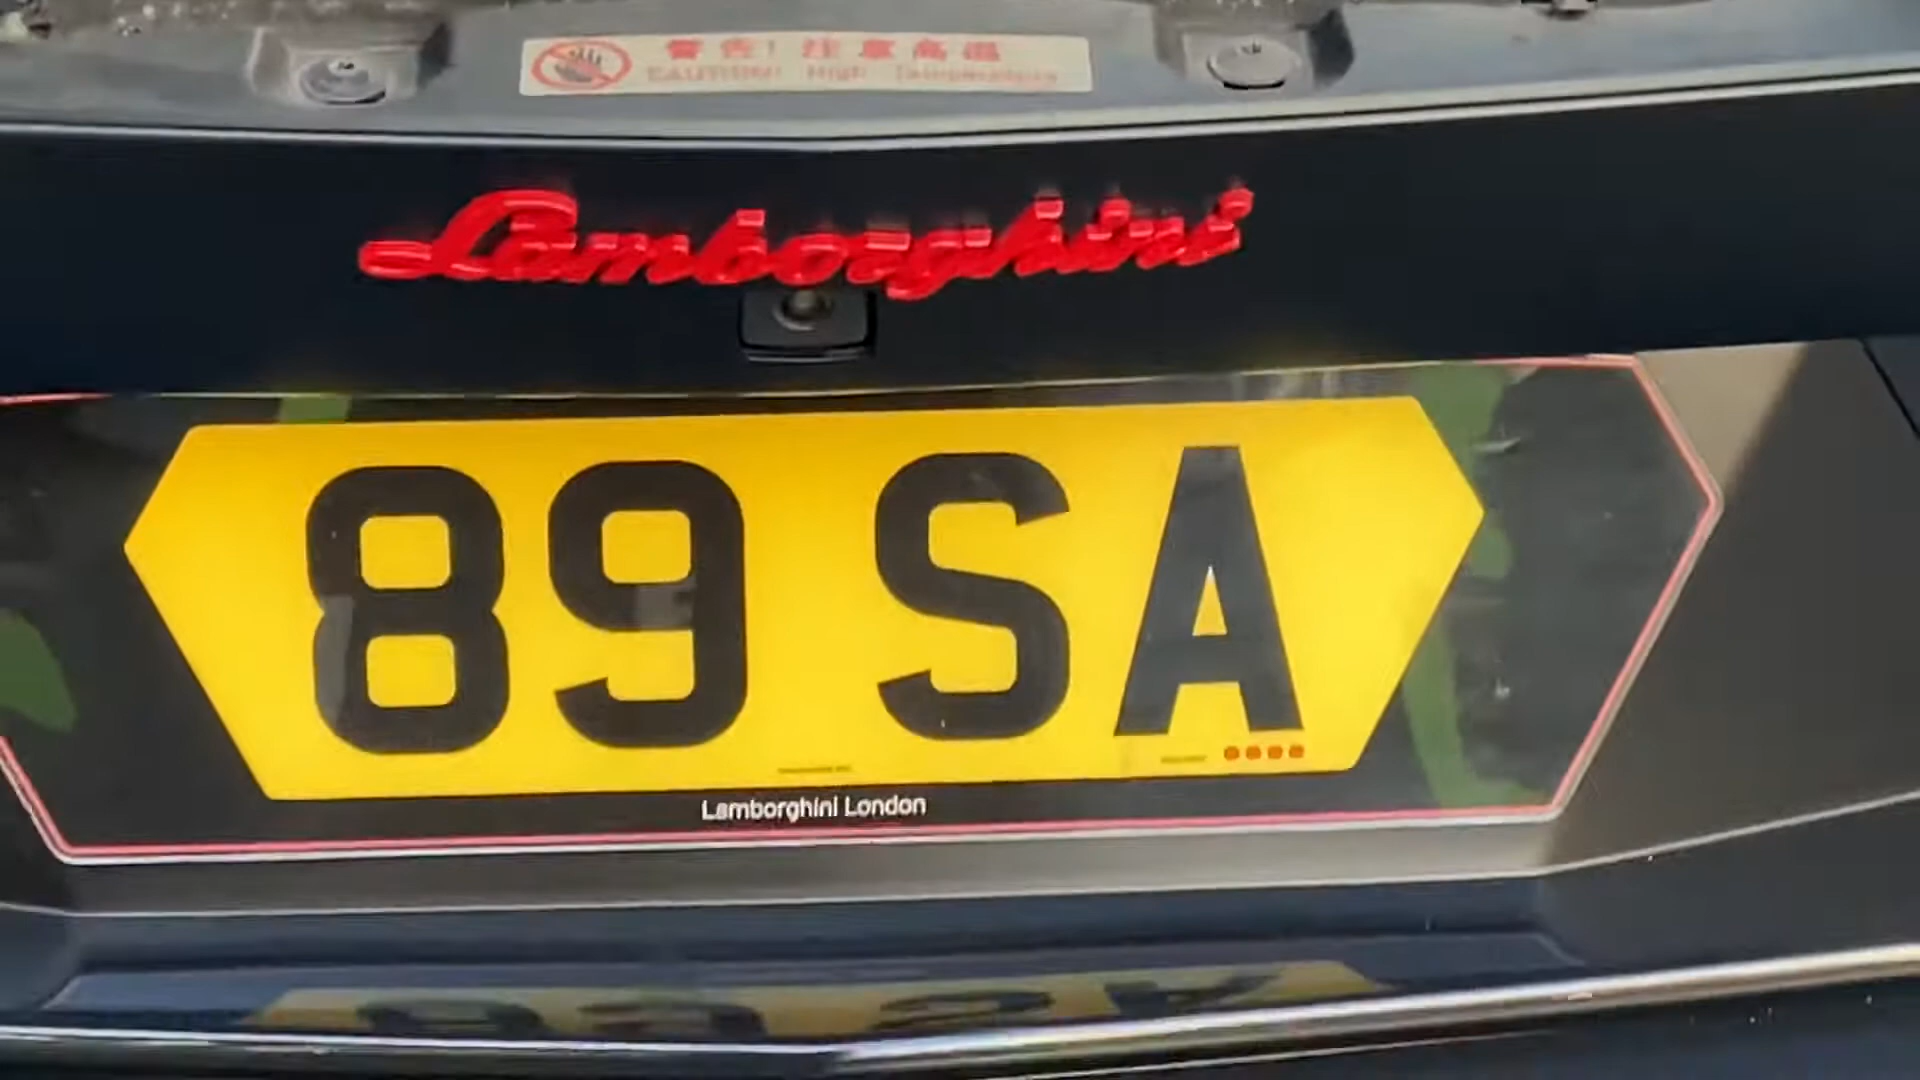 警告! 注意高温
CAUTION! High Temperature
Lamborghini
89 SA
Lamborghini London